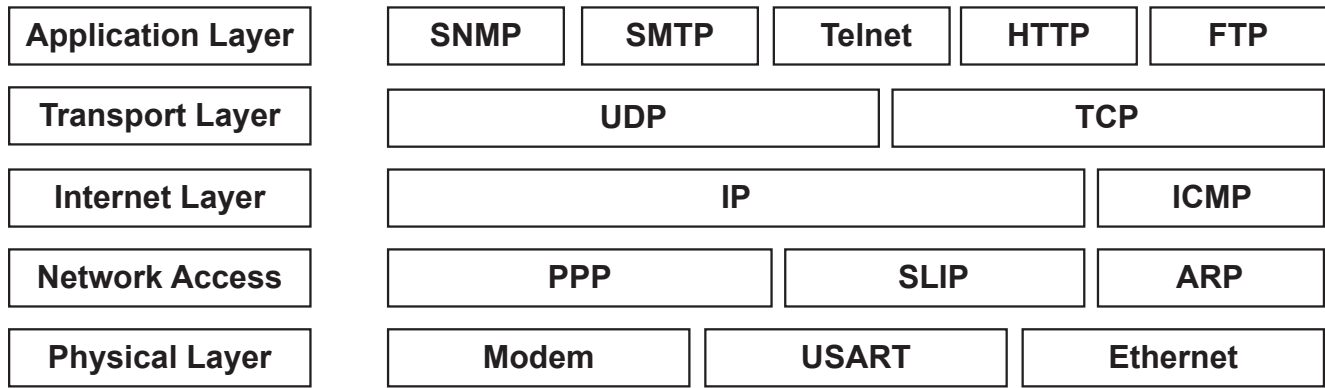 Application Layer SNMP SMTP Telnet HTTP FTP
Transport Layer UDP TCP
Internet Layer IP ICMP
Network Access PPP SLIP ARP
Physical Layer Modem USART Ethernet